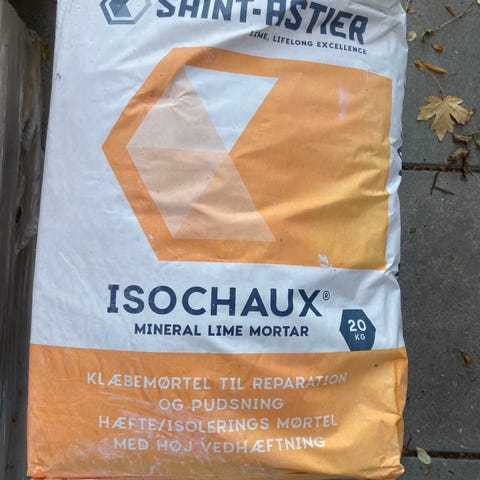 SAINT-ASTIER
LIME, LIFELONG EXCELLENCE
ISOCHAUX®
MINERAL LIME MORTAR
20
KG
KLÆBEMØRTEL TIL REPARATION
OG PUDSNING
HÆFTE/ISOLERINGS MØRTEL
MED HØJ VEDHÆFTNING